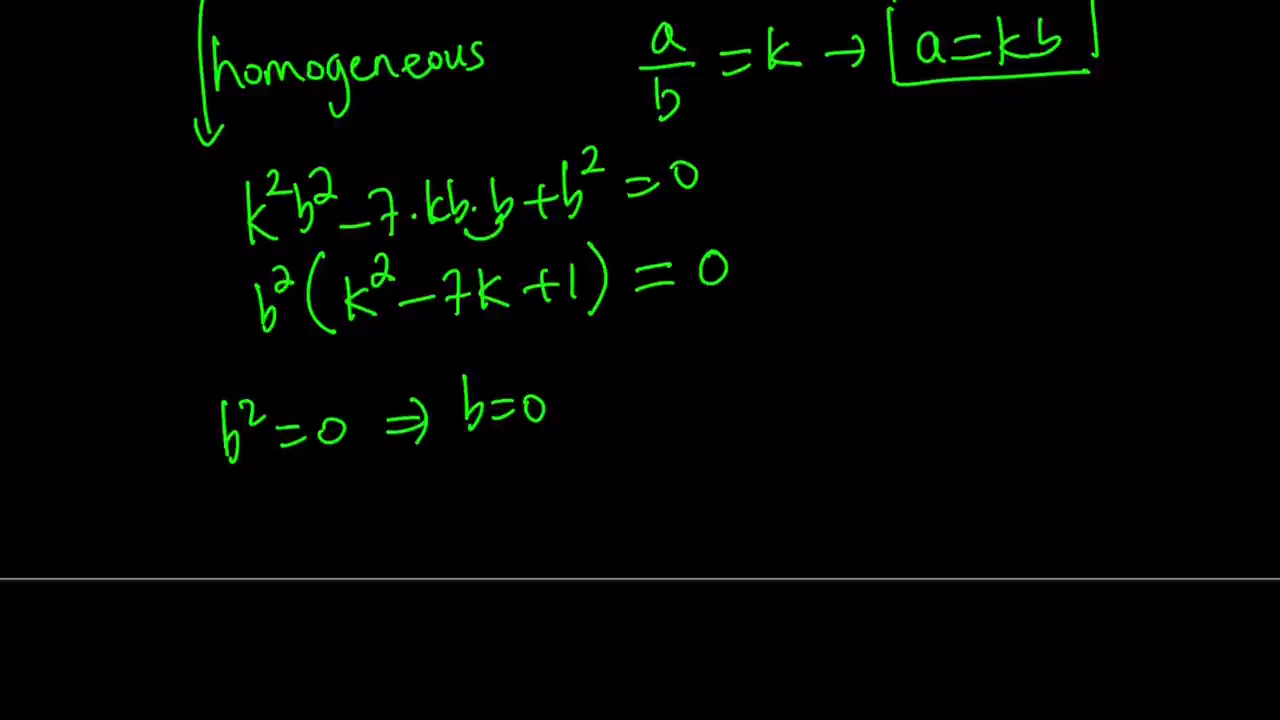 homogeneous a/b = k → a = kb
k²b² - 7·kb·b + b² = 0
b²(k² - 7k + 1) = 0
b² = 0 ⇒ b = 0